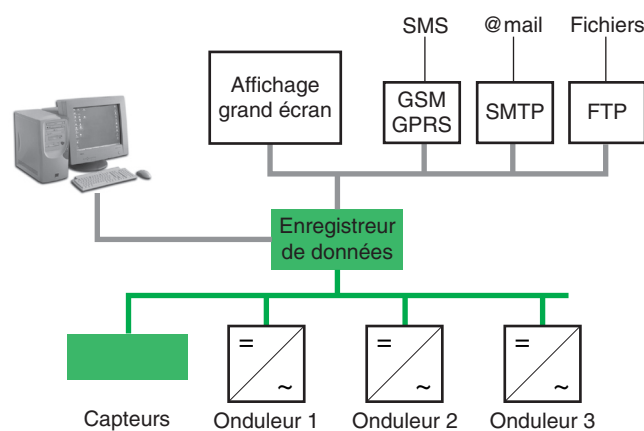 SMS @mail Fichiers
Affichage
grand écran
GSM
GPRS
SMTP
FTP
Enregistreur
de données
=
~
=
~
=
~
Capteurs Onduleur 1 Onduleur 2 Onduleur 3